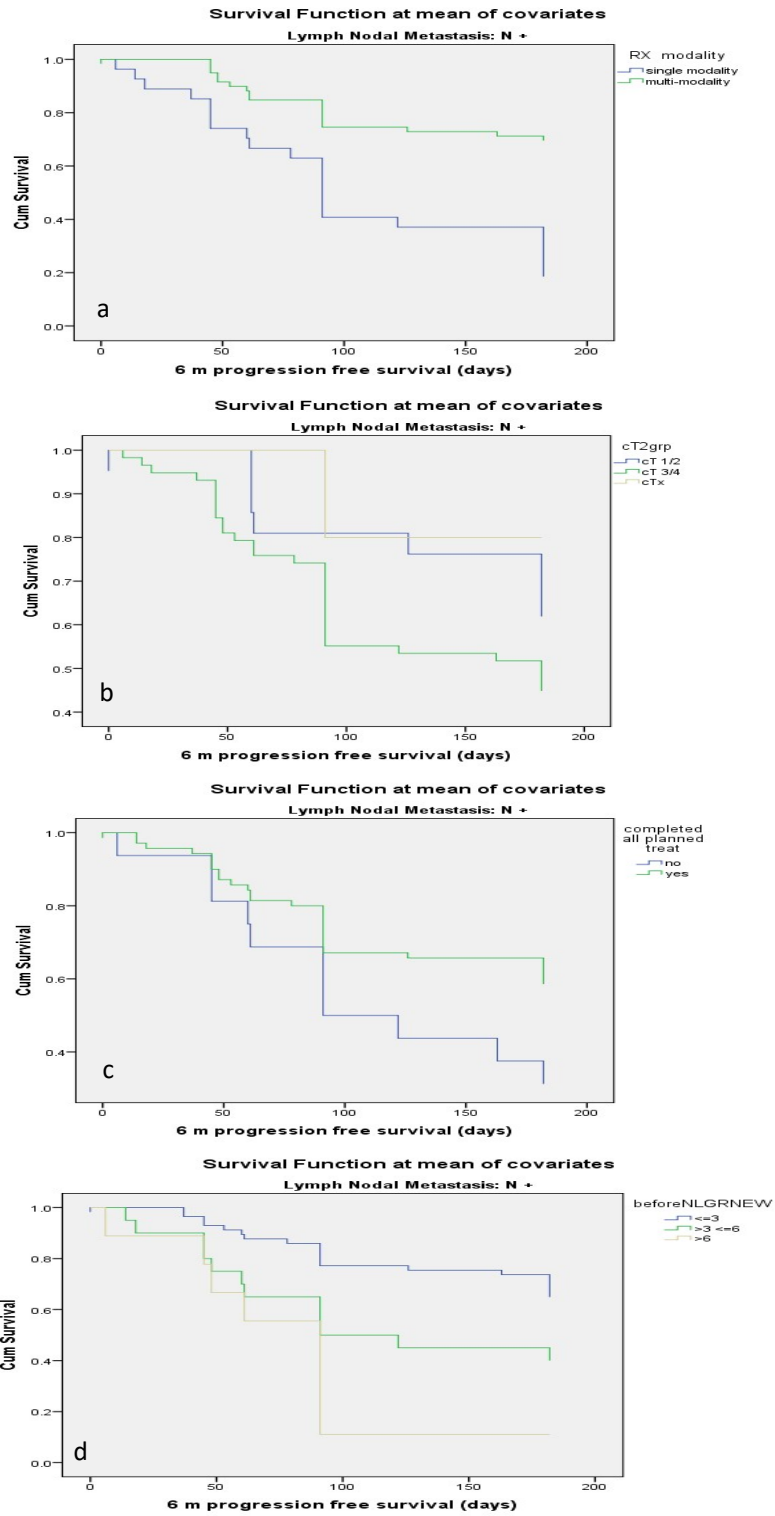 Survival Function at mean of covariates
Lymph Nodal Metastasis: N +
RX modality
single modality
multi-modality
1.0
0.8
0.6
0.4
0.2
0.0
Cum Survival
a
0 50 100 150 200
6 m progression free survival (days)
Survival Function at mean of covariates
Lymph Nodal Metastasis: N +
cT2grp
cT 1/2
cT 3/4
cTx
1.0
0.9
0.8
0.7
0.6
0.5
0.4
Cum Survival
b
0 50 100 150 200
6 m progression free survival (days)
Survival Function at mean of covariates
Lymph Nodal Metastasis: N +
completed
all planned
treat
no
yes
1.0
0.8
0.6
0.4
Cum Survival
c
0 50 100 150 200
6 m progression free survival (days)
Survival Function at mean of covariates
Lymph Nodal Metastasis: N +
beforeNLGRNEW
<=3
>3 <=6
>6
1.0
0.8
0.6
0.4
0.2
0.0
Cum Survival
d
0 50 100 150 200
6 m progression free survival (days)